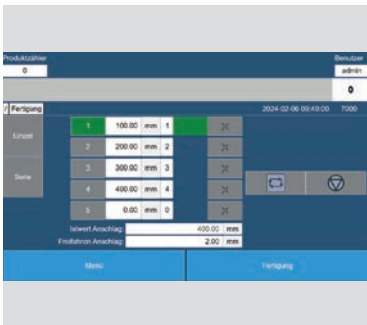 Produktzähler Benutzer
0 admin
0
/ Fertigung 2024-02-06 09:49:00 7000
Einzel
Serie
1 100.00 mm 1
2 200.00 mm 2
3 300.00 mm 3
4 400.00 mm 4
5 0.00 mm 0
Istwert Anschlag: 400.00 mm
Freifahren Anschlag: 2.00 mm
Menü Fertigung